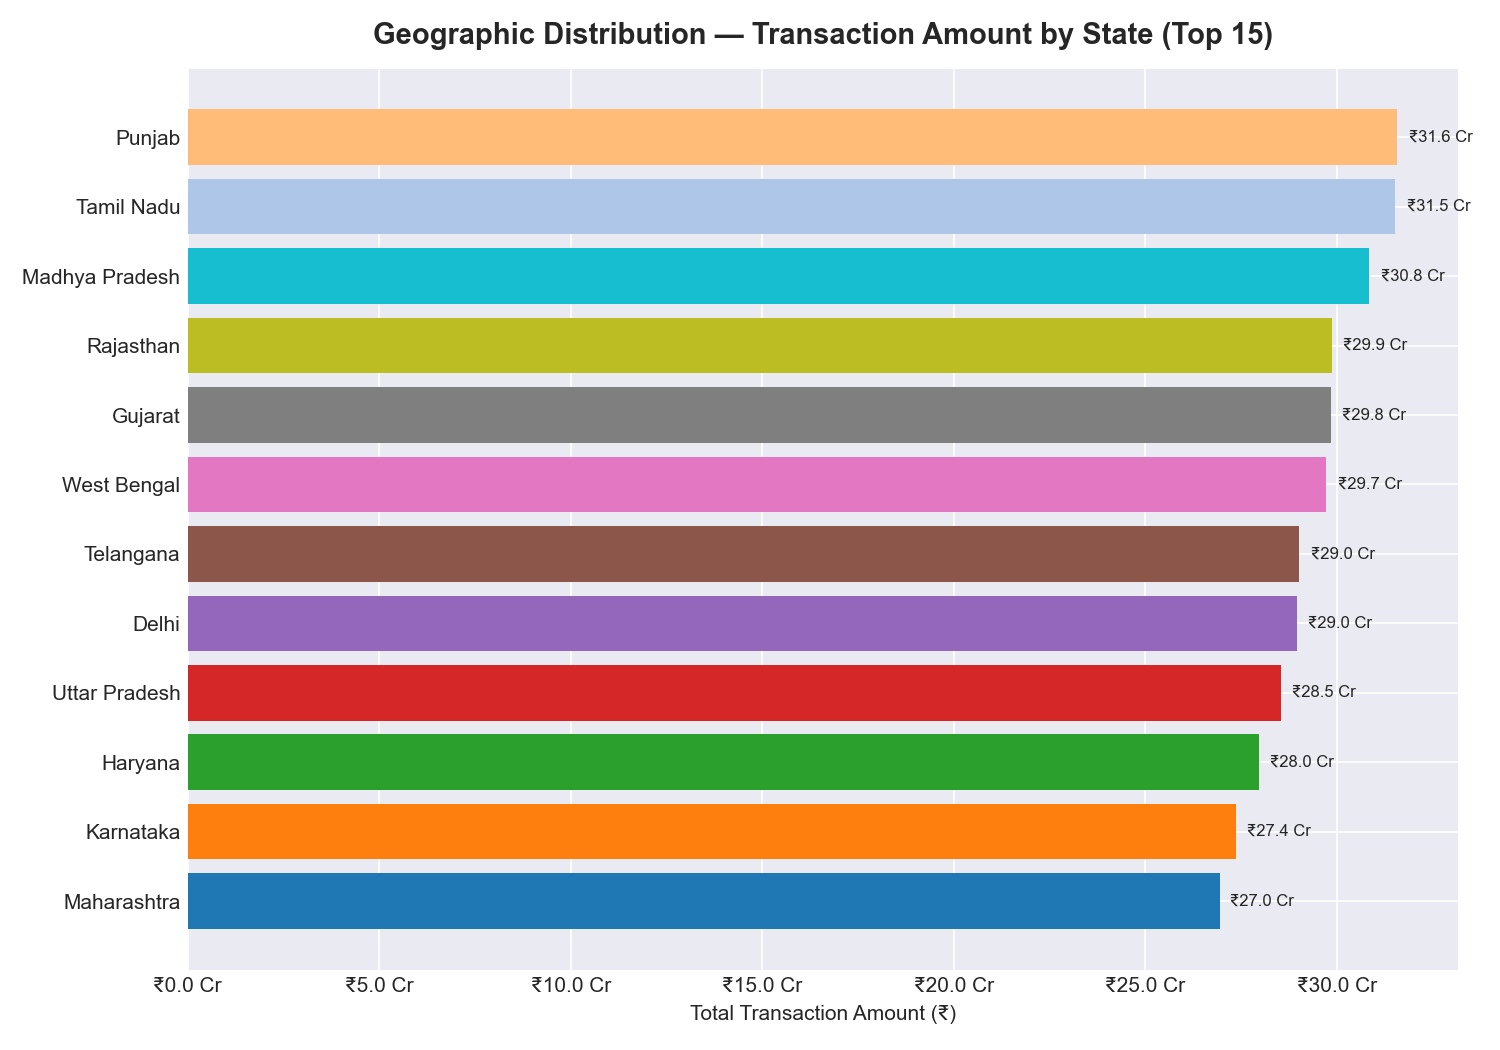 Geographic Distribution — Transaction Amount by State (Top 15)
Punjab ₹31.6 Cr
Tamil Nadu ₹31.5 Cr
Madhya Pradesh ₹30.8 Cr
Rajasthan ₹29.9 Cr
Gujarat ₹29.8 Cr
West Bengal ₹29.7 Cr
Telangana ₹29.0 Cr
Delhi ₹29.0 Cr
Uttar Pradesh ₹28.5 Cr
Haryana ₹28.0 Cr
Karnataka ₹27.4 Cr
Maharashtra ₹27.0 Cr
₹0.0 Cr ₹5.0 Cr ₹10.0 Cr ₹15.0 Cr ₹20.0 Cr ₹25.0 Cr ₹30.0 Cr
Total Transaction Amount (₹)